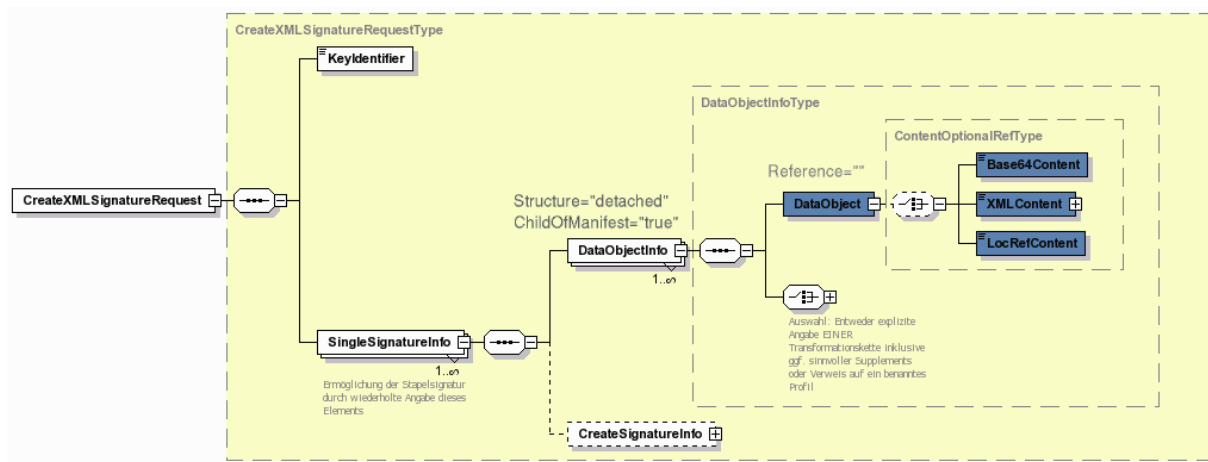 CreateXMLSignatureRequestType
KeyIdentifier
DataObjectInfoType
ContentOptionalRefType
Base64Content
Reference=""
CreateXMLSignatureRequest
Structure="detached"
ChildOfManifest="true"
DataObject
XMLContent
DataObjectInfo
LocRefContent
1..∞
Auswahl: Entweder explizite
Angabe EINER
Transformationskette inklusive
ggf. sinnvoller Supplements
oder Verweis auf ein benanntes
Profil
SingleSignatureInfo
1..∞
Ermöglichung der Stapelsignatur
durch wiederholte Angabe dieses
Elements
CreateSignatureInfo